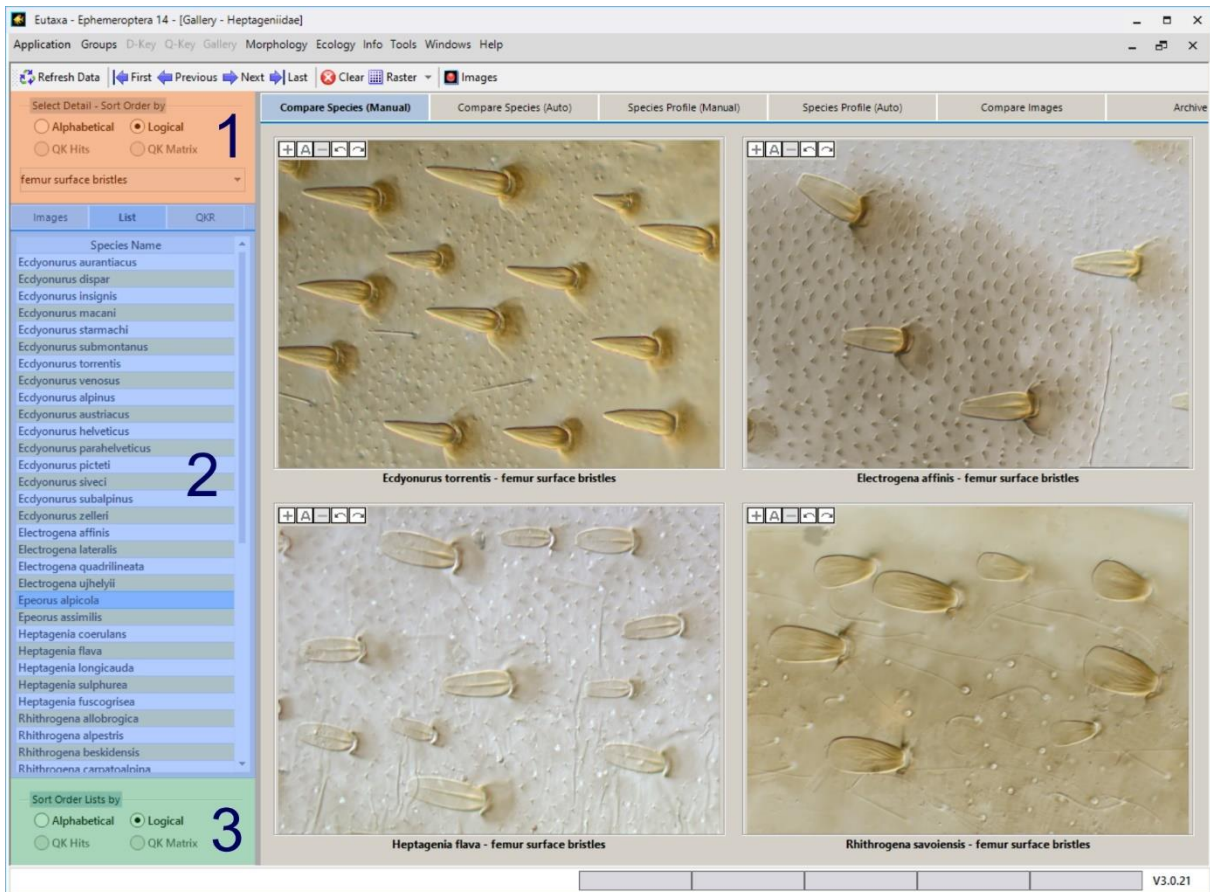 Eutaxa - Ephemeroptera 14 - [Gallery - Heptageniidae]
Application Groups D-Key Q-Key Gallery Morphology Ecology Info Tools Windows Help
Refresh Data First Previous Next Last Clear Raster Images
Select Detail - Sort Order by
Alphabetical Logical
QK Hits QK Matrix
1
femur surface bristles
Images List QKR
Species Name
Ecdyonurus aurantiacus
Ecdyonurus dispar
Ecdyonurus insignis
Ecdyonurus macani
Ecdyonurus starmachi
Ecdyonurus submontanus
Ecdyonurus torrentis
Ecdyonurus venosus
Ecdyonurus alpinus
Ecdyonurus austriacus
Ecdyonurus helveticus
Ecdyonurus parahelveticus
Ecdyonurus picteti
Ecdyonurus siveci
Ecdyonurus subalpinus
Ecdyonurus zelleri
Electrogena affinis
Electrogena lateralis
Electrogena quadrilineata
Electrogena ujhelyii
Epeorus alpicola
Epeorus assimilis
Heptagenia coerulans
Heptagenia flava
Heptagenia longicauda
Heptagenia sulphurea
Heptagenia fuscogrisea
Rhithrogena allobrogica
Rhithrogena alpestris
Rhithrogena beskidensis
Rhithrogena carpatoalpina
2
Sort Order Lists by
Alphabetical Logical
QK Hits QK Matrix
3
Compare Species (Manual) Compare Species (Auto) Species Profile (Manual) Species Profile (Auto) Compare Images Archive
A
A
Ecdyonurus torrentis - femur surface bristles
Electrogena affinis - femur surface bristles
A
A
Heptagenia flava - femur surface bristles
Rhithrogena savoiensis - femur surface bristles
V3.0.21